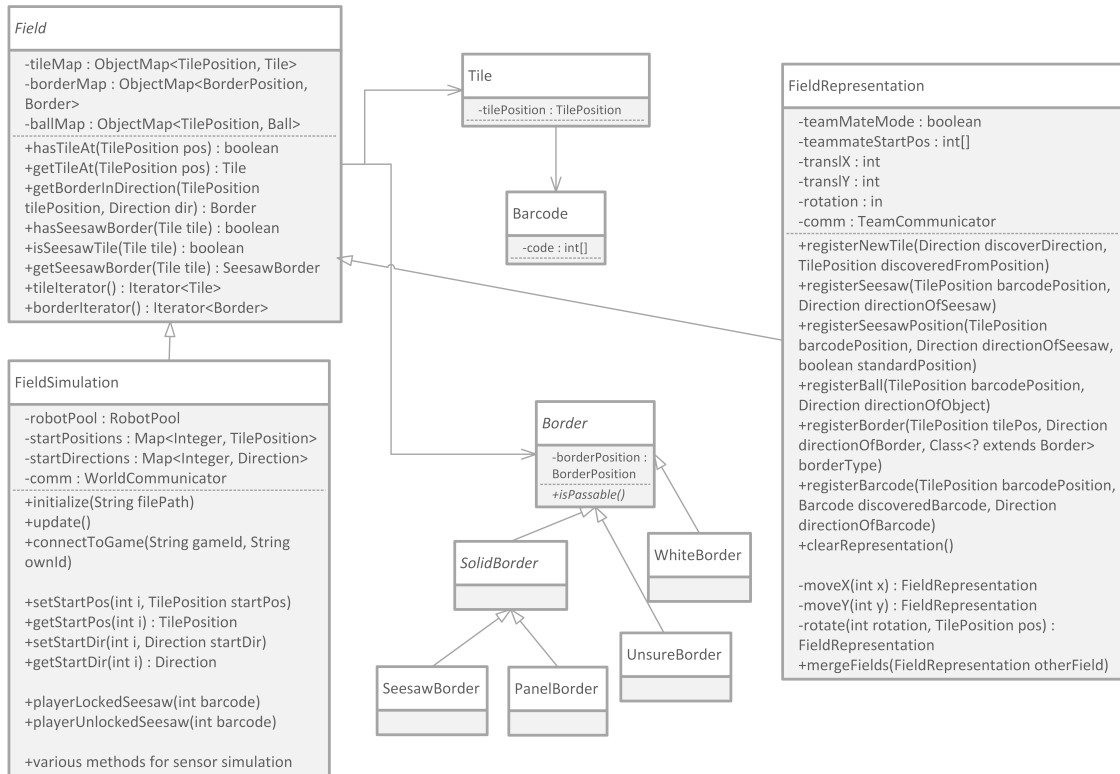 Field
-tileMap : ObjectMap<TilePosition, Tile>
-borderMap : ObjectMap<BorderPosition,
Border>
-ballMap : ObjectMap<TilePosition, Ball>
+hasTileAt(TilePosition pos) : boolean
+getTileAt(TilePosition pos) : Tile
+getBorderInDirection(TilePosition
tilePosition, Direction dir) : Border
+hasSeesawBorder(Tile tile) : boolean
+isSeesawTile(Tile tile) : boolean
+getSeesawBorder(Tile tile) : SeesawBorder
+tileIterator() : Iterator<Tile>
+borderIterator() : Iterator<Border>
Tile
-tilePosition : TilePosition
Barcode
-code : int[]
FieldRepresentation
-teamMateMode : boolean
-teammateStartPos : int[]
-translX : int
-translY : int
-rotation : in
-comm : TeamCommunicator
+registerNewTile(Direction discoverDirection,
TilePosition discoveredFromPosition)
+registerSeesaw(TilePosition barcodePosition,
Direction directionOfSeesaw)
+registerSeesawPosition(TilePosition
barcodePosition, Direction directionOfSeesaw,
boolean standardPosition)
+registerBall(TilePosition barcodePosition,
Direction directionOfObject)
+registerBorder(TilePosition tilePos, Direction
directionOfBorder, Class<? extends Border>
borderType)
+registerBarcode(TilePosition barcodePosition,
Barcode discoveredBarcode, Direction
directionOfBarcode)
+clearRepresentation()
-moveX(int x) : FieldRepresentation
-moveY(int y) : FieldRepresentation
-rotate(int rotation, TilePosition pos) :
FieldRepresentation
+mergeFields(FieldRepresentation otherField)
FieldSimulation
-robotPool : RobotPool
-startPositions : Map<Integer, TilePosition>
-startDirections : Map<Integer, Direction>
-comm : WorldCommunicator
+initialize(String filePath)
+update()
+connectToGame(String gameId, String
ownId)
+setStartPos(int i, TilePosition startPos)
+getStartPos(int i) : TilePosition
+setStartDir(int i, Direction startDir)
+getStartDir(int i) : Direction
+playerLockedSeesaw(int barcode)
+playerUnlockedSeesaw(int barcode)
+various methods for sensor simulation
Border
-borderPosition :
BorderPosition
+isPassable()
SolidBorder
WhiteBorder
UnsureBorder
SeesawBorder
PanelBorder